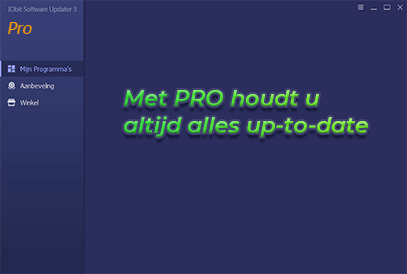 IObit Software Updater 3
Pro
Mijn Programma's
Aanbeveling
Winkel
Met PRO houdt u
altijd alles up-to-date